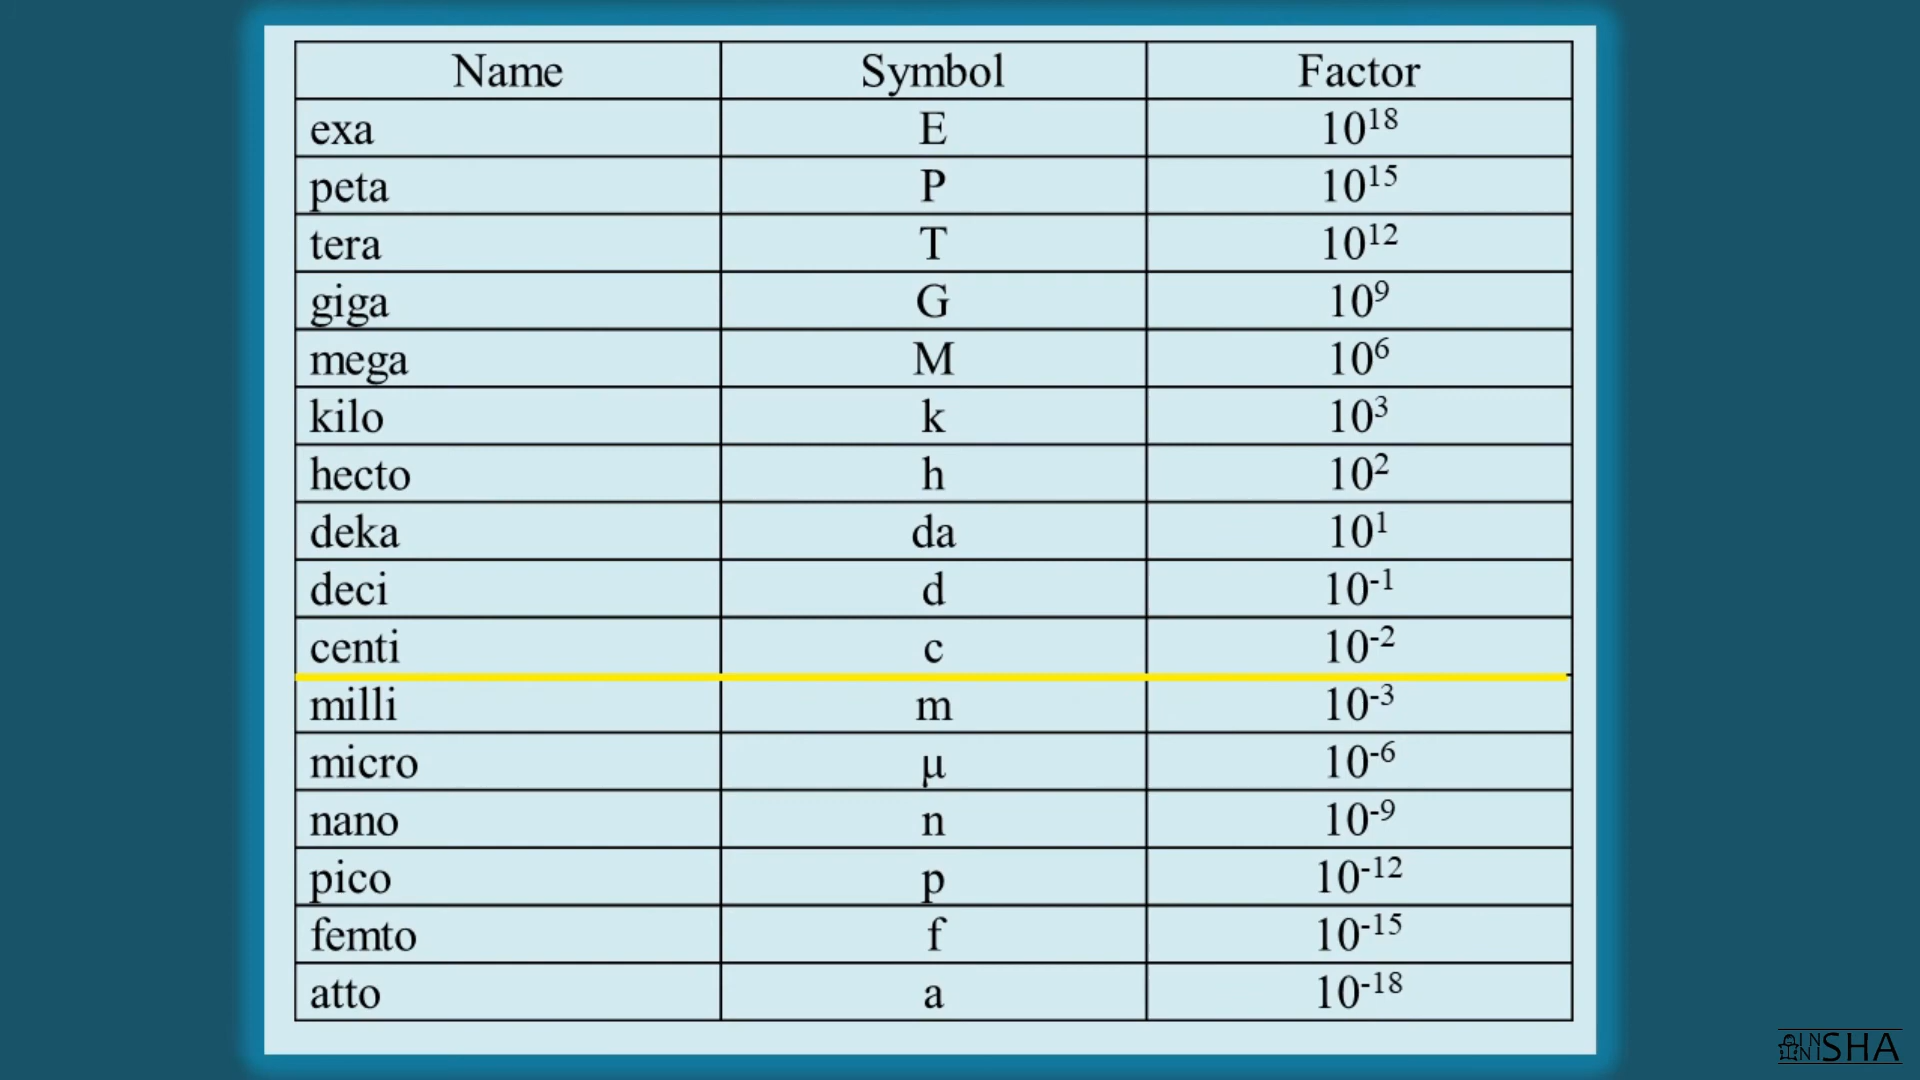 Name Symbol Factor
exa E 10¹⁸
peta P 10¹⁵
tera T 10¹²
giga G 10⁹
mega M 10⁶
kilo k 10³
hecto h 10²
deka da 10¹
deci d 10⁻¹
centi c 10⁻²
milli m 10⁻³
micro μ 10⁻⁶
nano n 10⁻⁹
pico p 10⁻¹²
femto f 10⁻¹⁵
atto a 10⁻¹⁸
SHA